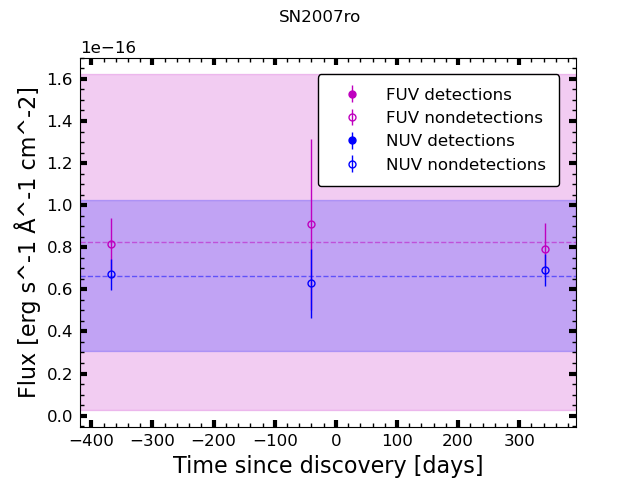 SN2007ro
1e−16
FUV detections
FUV nondetections
NUV detections
NUV nondetections
1.6
1.4
1.2
1.0
0.8
0.6
0.4
0.2
0.0
Flux [erg s^-1 Å^-1 cm^-2]
−400 −300 −200 −100 0 100 200 300
Time since discovery [days]